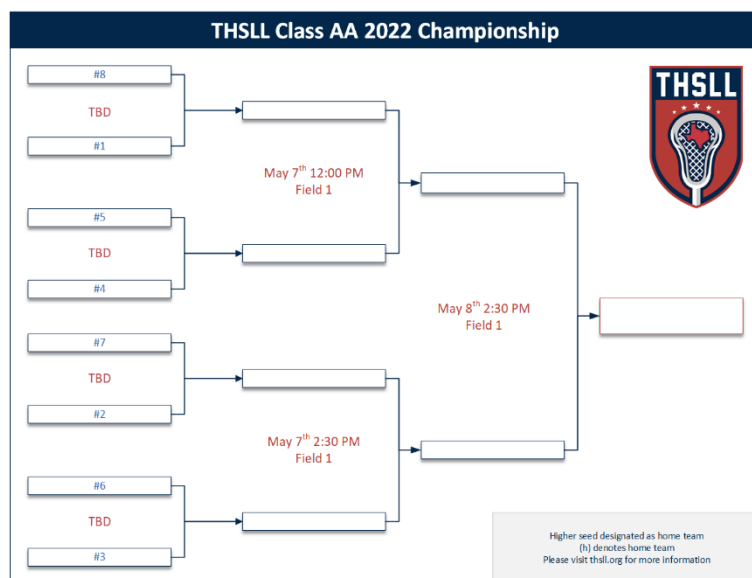 THSLL Class AA 2022 Championship
#8
TBD
#1
May 7th 12:00 PM
Field 1
#5
TBD
#4
THSLL
May 8th 2:30 PM
Field 1
#7
TBD
#2
May 7th 2:30 PM
Field 1
#6
TBD
#3
Higher seed designated as home team
(h) denotes home team
Please visit thsll.org for more information